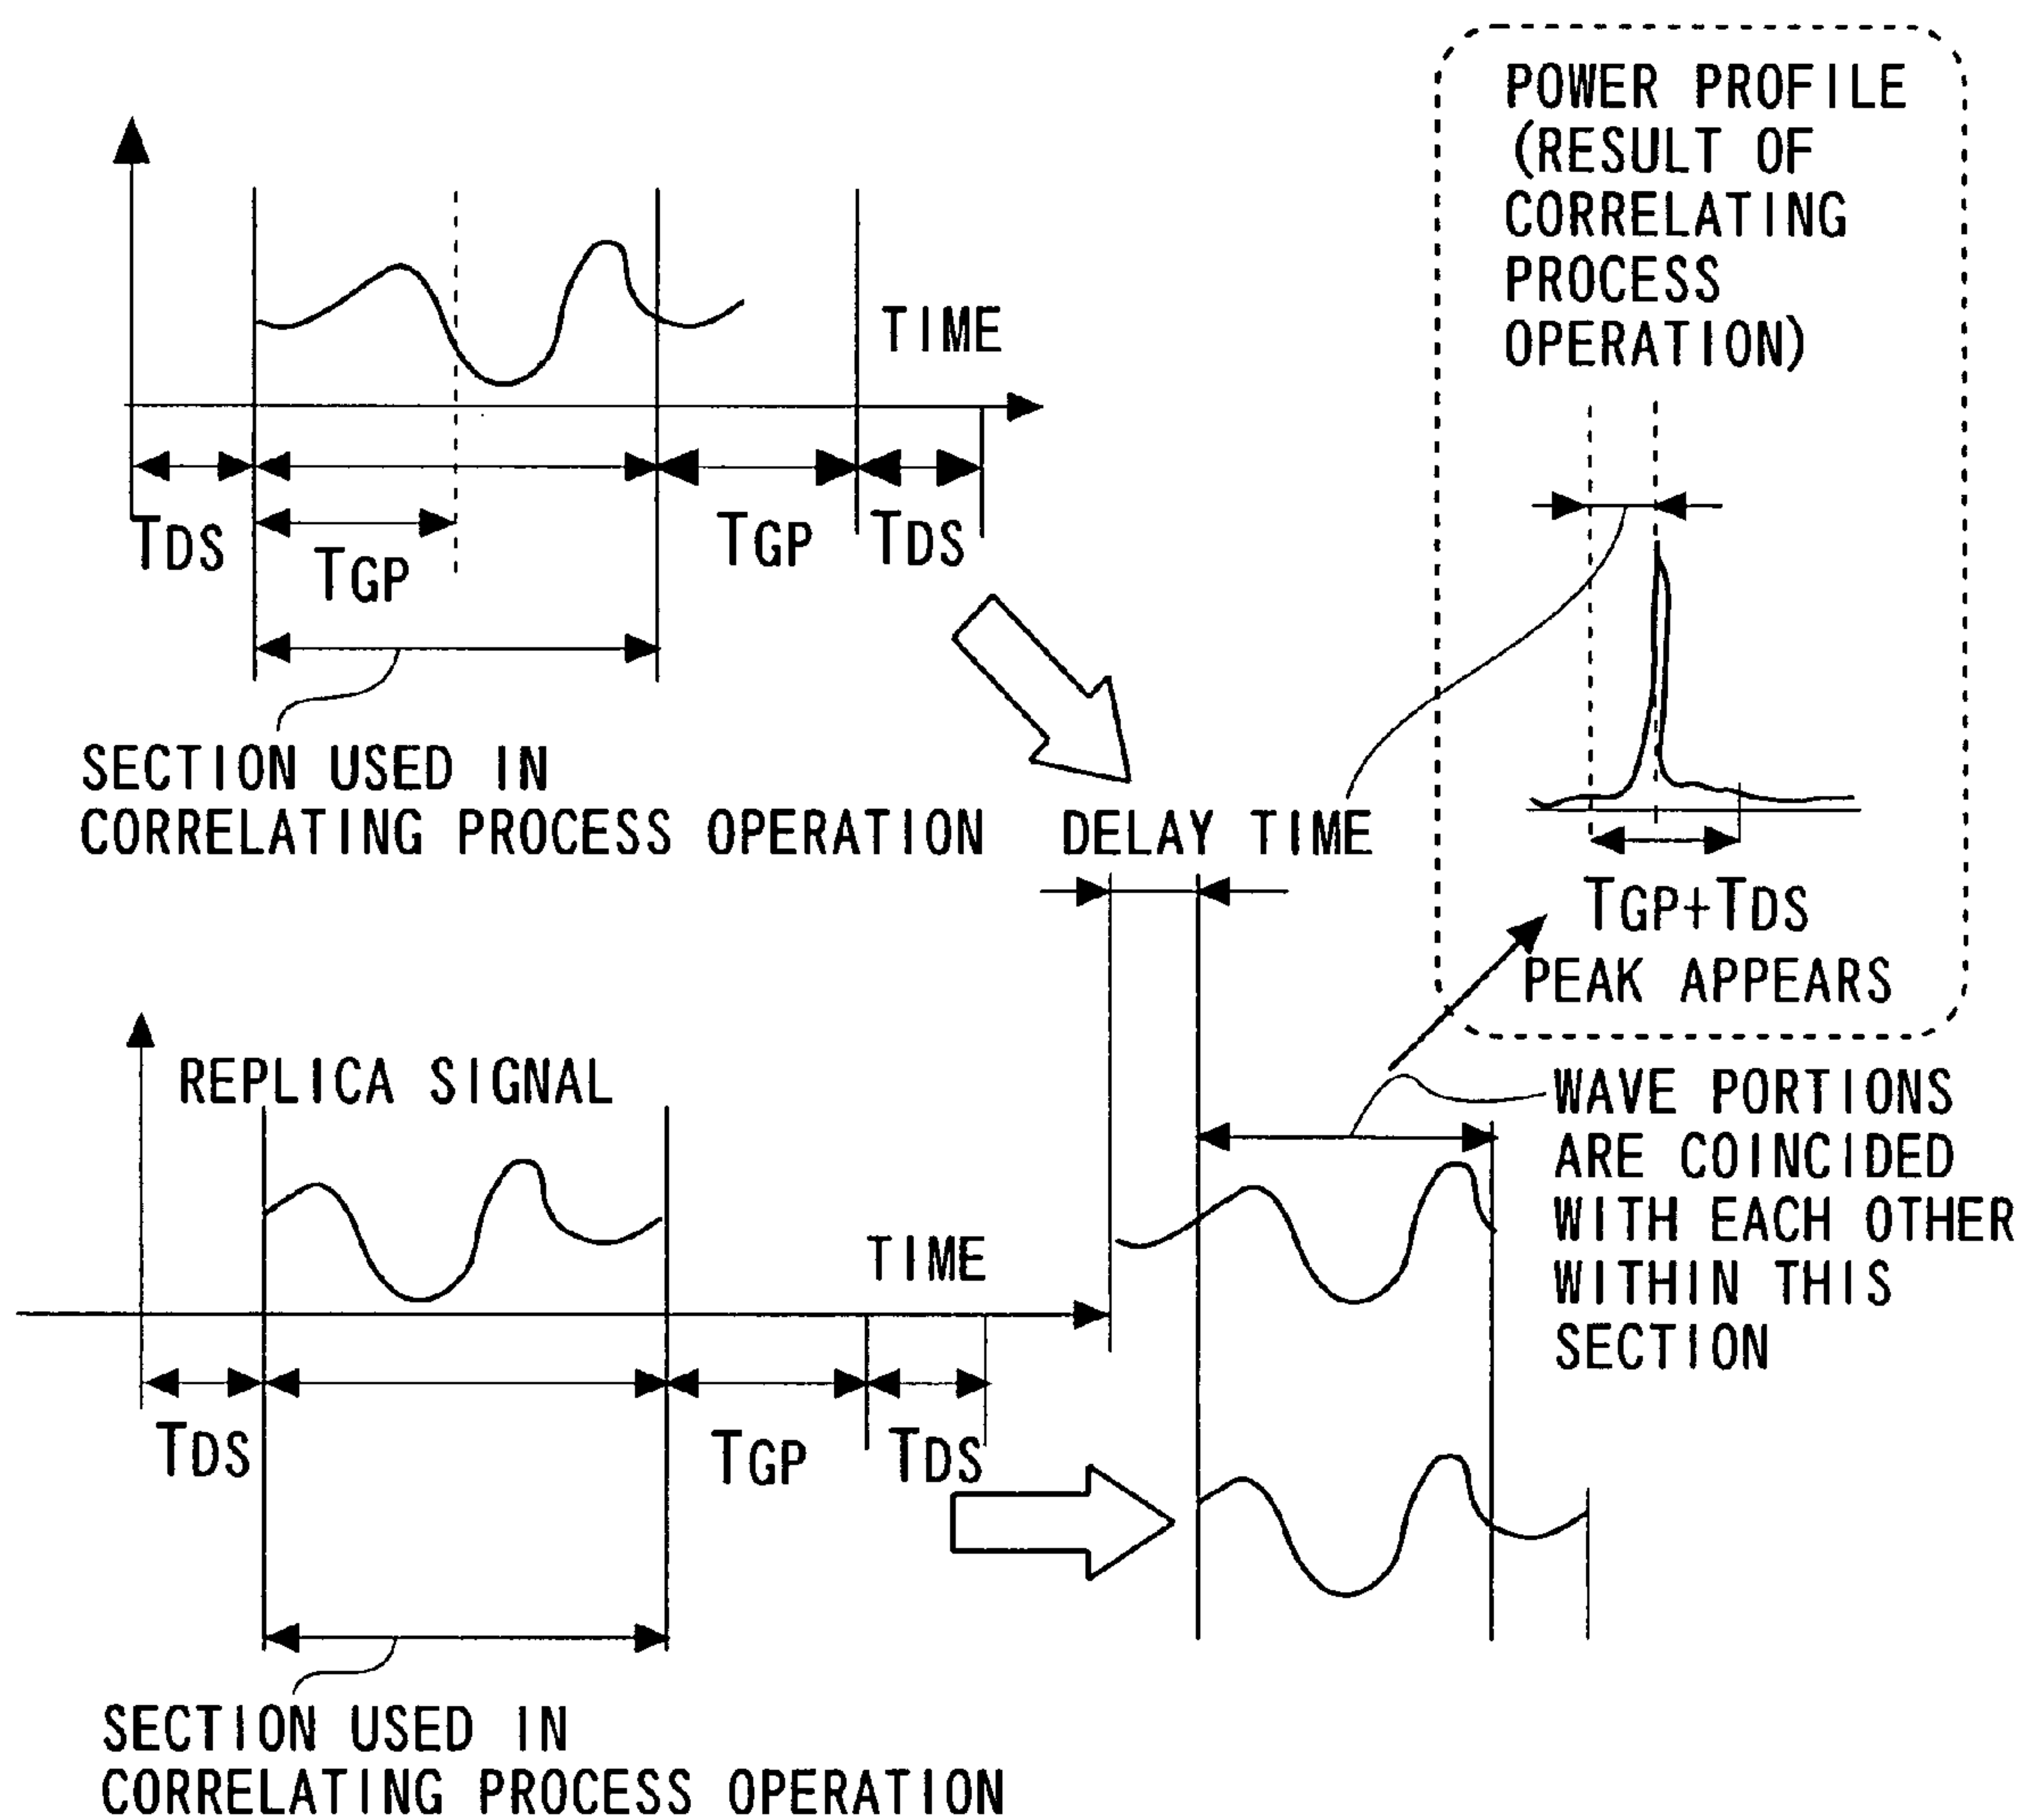 POWER PROFILE
(RESULT OF
CORRELATING
PROCESS
OPERATION)
TIME
TDS
TGP
TGP
TDS
SECTION USED IN
CORRELATING PROCESS OPERATION
DELAY TIME
TGP+TDS
PEAK APPEARS
REPLICA SIGNAL
WAVE PORTIONS
ARE COINCIDED
WITH EACH OTHER
WITHIN THIS
SECTION
TIME
TDS
TGP
TDS
SECTION USED IN
CORRELATING PROCESS OPERATION